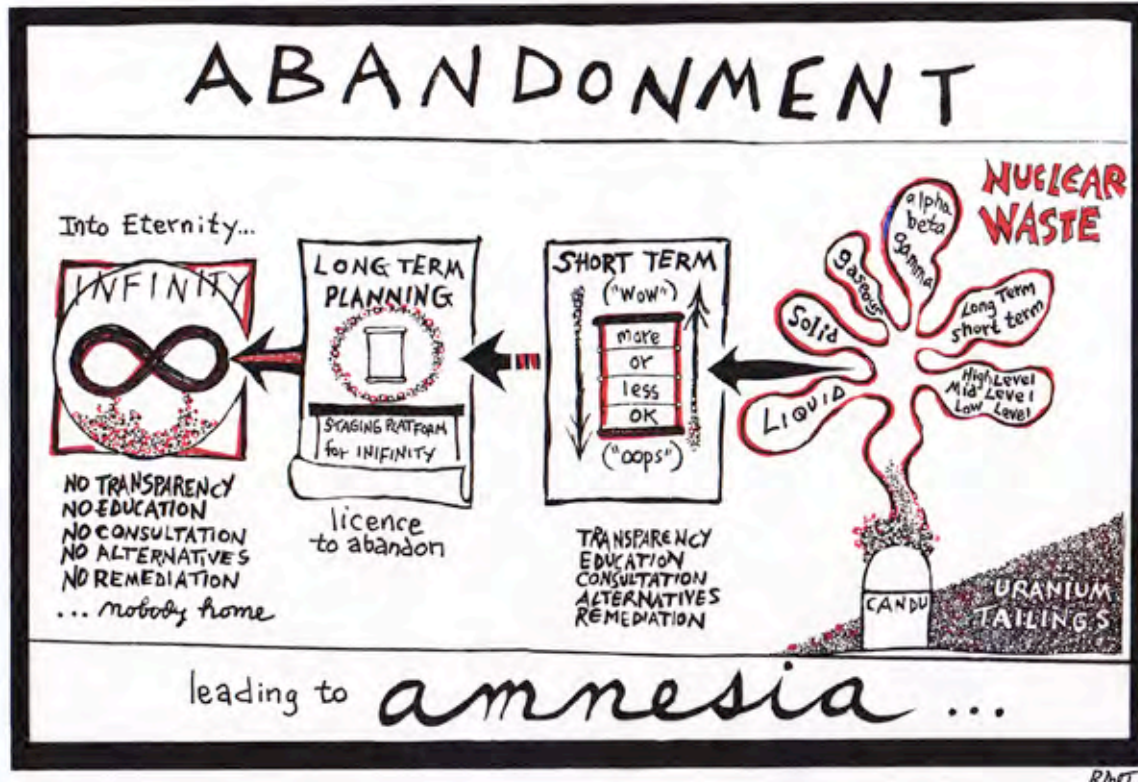 ABANDONMENT
Into Eternity...
INFINITY
NO TRANSPARENCY
NO EDUCATION
NO CONSULTATION
NO ALTERNATIVES
NO REMEDIATION
... nobody home
LONG TERM
PLANNING
STAGING PLATFORM
for INIFINITY
licence
to abandon
SHORT TERM
("WOW")
more
or
less
OK
("OOPS")
TRANSPARENCY
EDUCATION
CONSULTATION
ALTERNATIVES
REMEDIATION
NUCLEAR
WASTE
alpha
beta
gamma
gaseous
Solid
LIQUID
Long Term
short term
High Level
Mid Level
Low Level
CANDU
URANIUM
TAILINGS
leading to amnesia ...